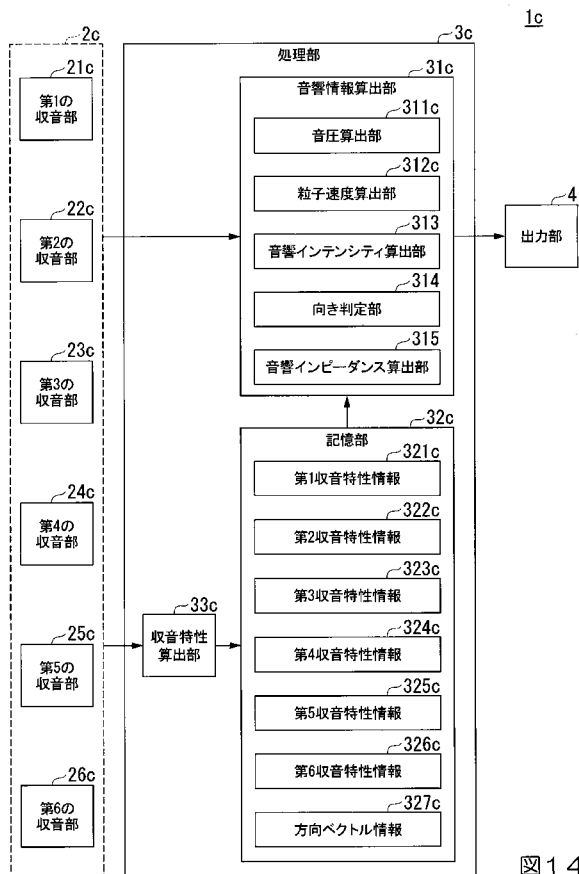 1c
2c
21c
第1の
収音部
22c
第2の
収音部
23c
第3の
収音部
24c
第4の
収音部
25c
第5の
収音部
26c
第6の
収音部
3c
処理部
31c
音響情報算出部
311c
音圧算出部
312c
粒子速度算出部
313
音響インテンシティ算出部
314
向き判定部
315
音響インピーダンス算出部
4
出力部
33c
収音特性
算出部
32c
記憶部
321c
第1収音特性情報
322c
第2収音特性情報
323c
第3収音特性情報
324c
第4収音特性情報
325c
第5収音特性情報
326c
第6収音特性情報
327c
方向ベクトル情報
図14